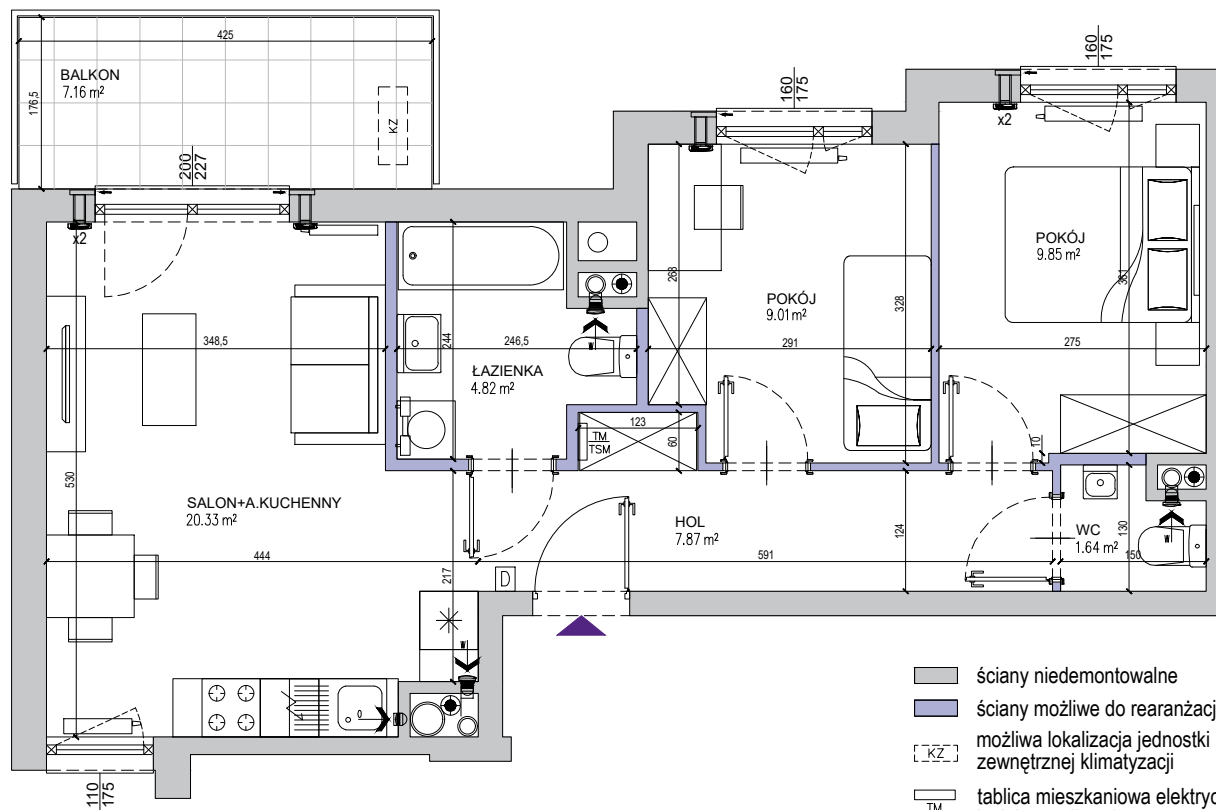 425
BALKON
7.16 m²
176,5
KZ
200
227
160
175
160
175
x2
x2
POKÓJ
9.85 m²
361
275
POKÓJ
9.01 m²
268
328
291
348,5
244
246,5
ŁAZIENKA
4.82 m²
W
123
TM
TSM
60
10
530
SALON+A.KUCHENNY
20.33 m²
444
217
D
HOL
7.87 m²
591
124
WC
1.64 m²
130
150
W
W
W
110
175
ściany niedemontowalne
ściany możliwe do rearanżacj
KZ
możliwa lokalizacja jednostki
zewnętrznej klimatyzacji
tablica mieszkaniowa elektryc
TM